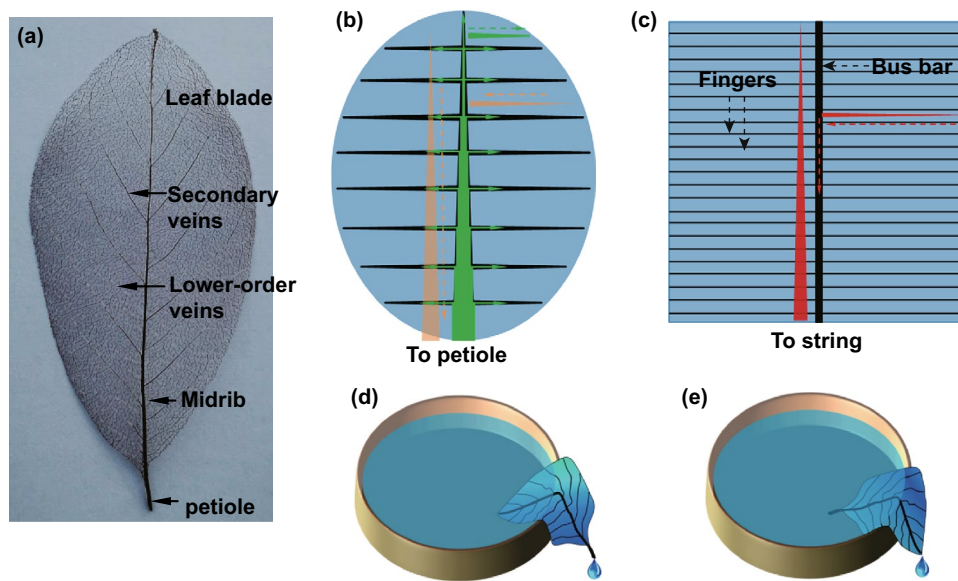 (a)
Leaf blade
Secondary
veins
Lower-order
veins
Midrib
petiole
(b)
To petiole
(c)
Fingers
Bus bar
To string
(d)
(e)